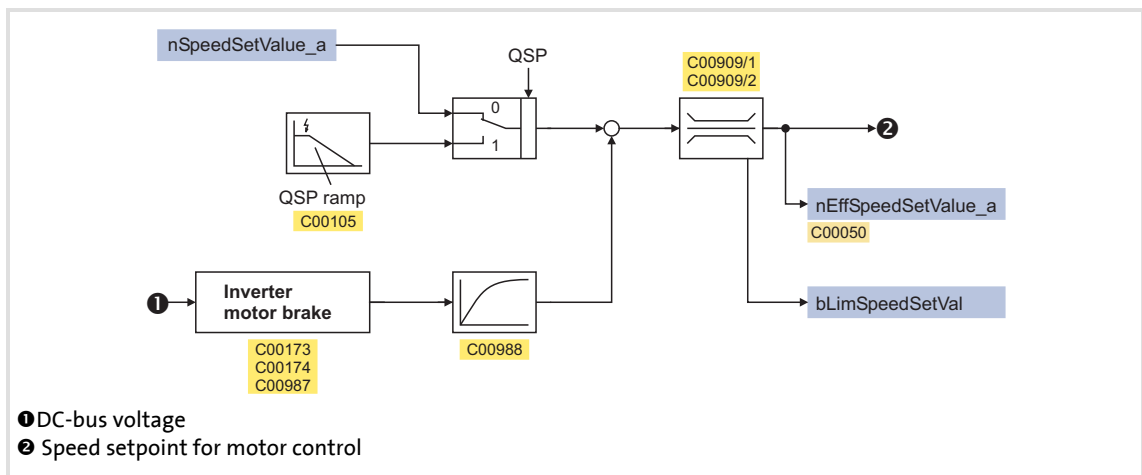 nSpeedSetValue_a
QSP
C00909/1
C00909/2
0
1
❷
QSP ramp
C00105
nEffSpeedSetValue_a
C00050
❶
Inverter
motor brake
bLimSpeedSetVal
C00173
C00174
C00987
C00988
❶DC-bus voltage
❷ Speed setpoint for motor control